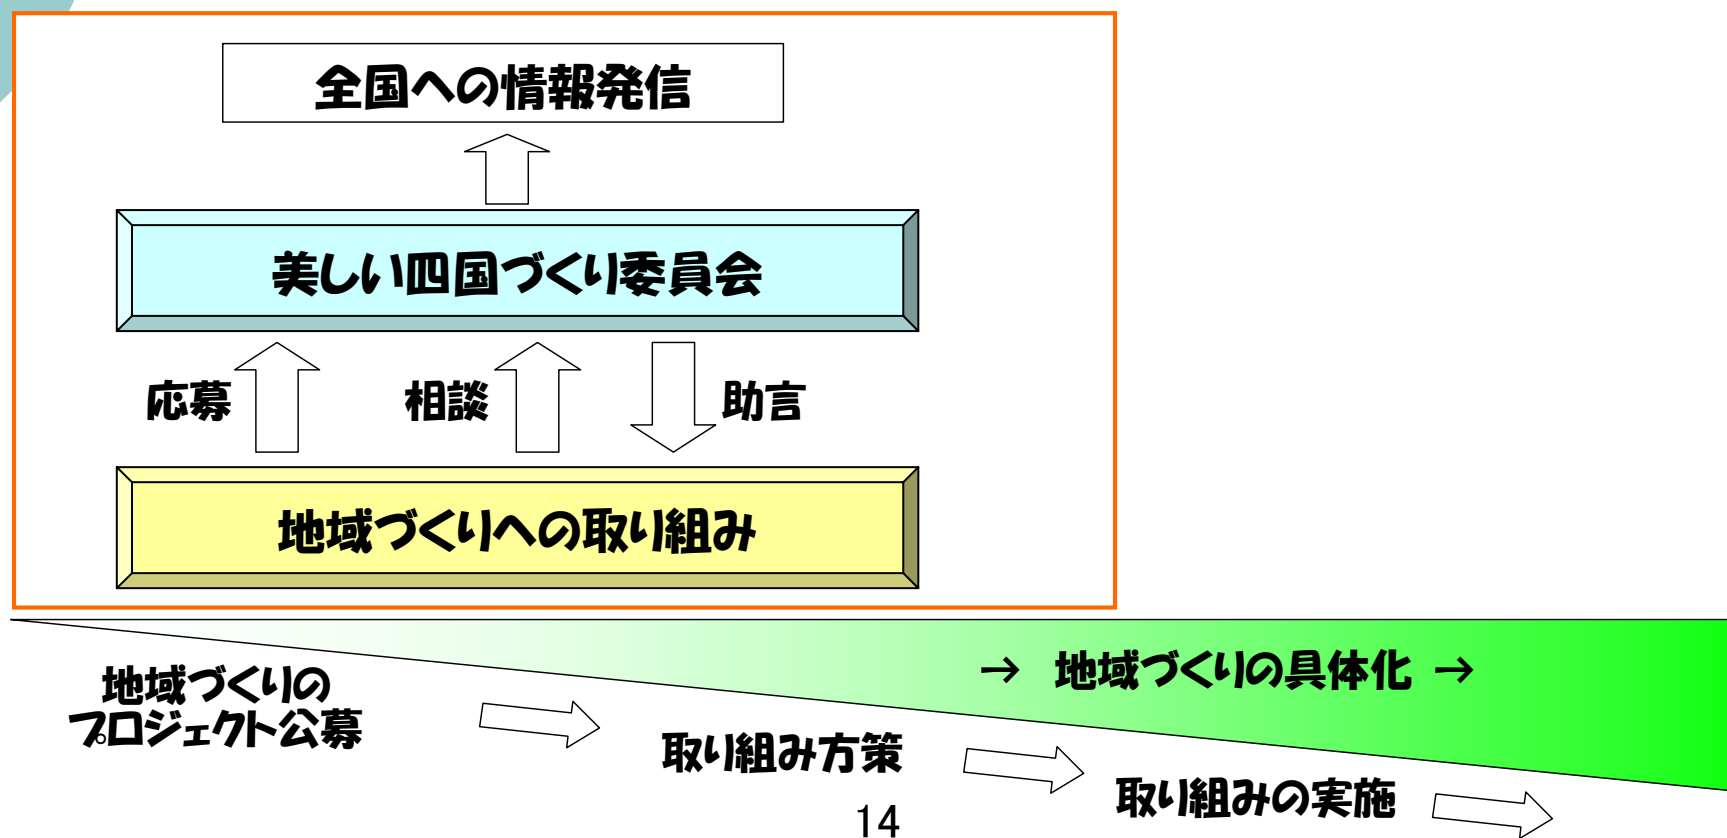 全国への情報発信
美しい四国づくり委員会
応募
相談
助言
地域づくりへの取り組み
→ 地域づくりの具体化 →
地域づくりの
プロジェクト公募
取り組み方策
取り組みの実施
14